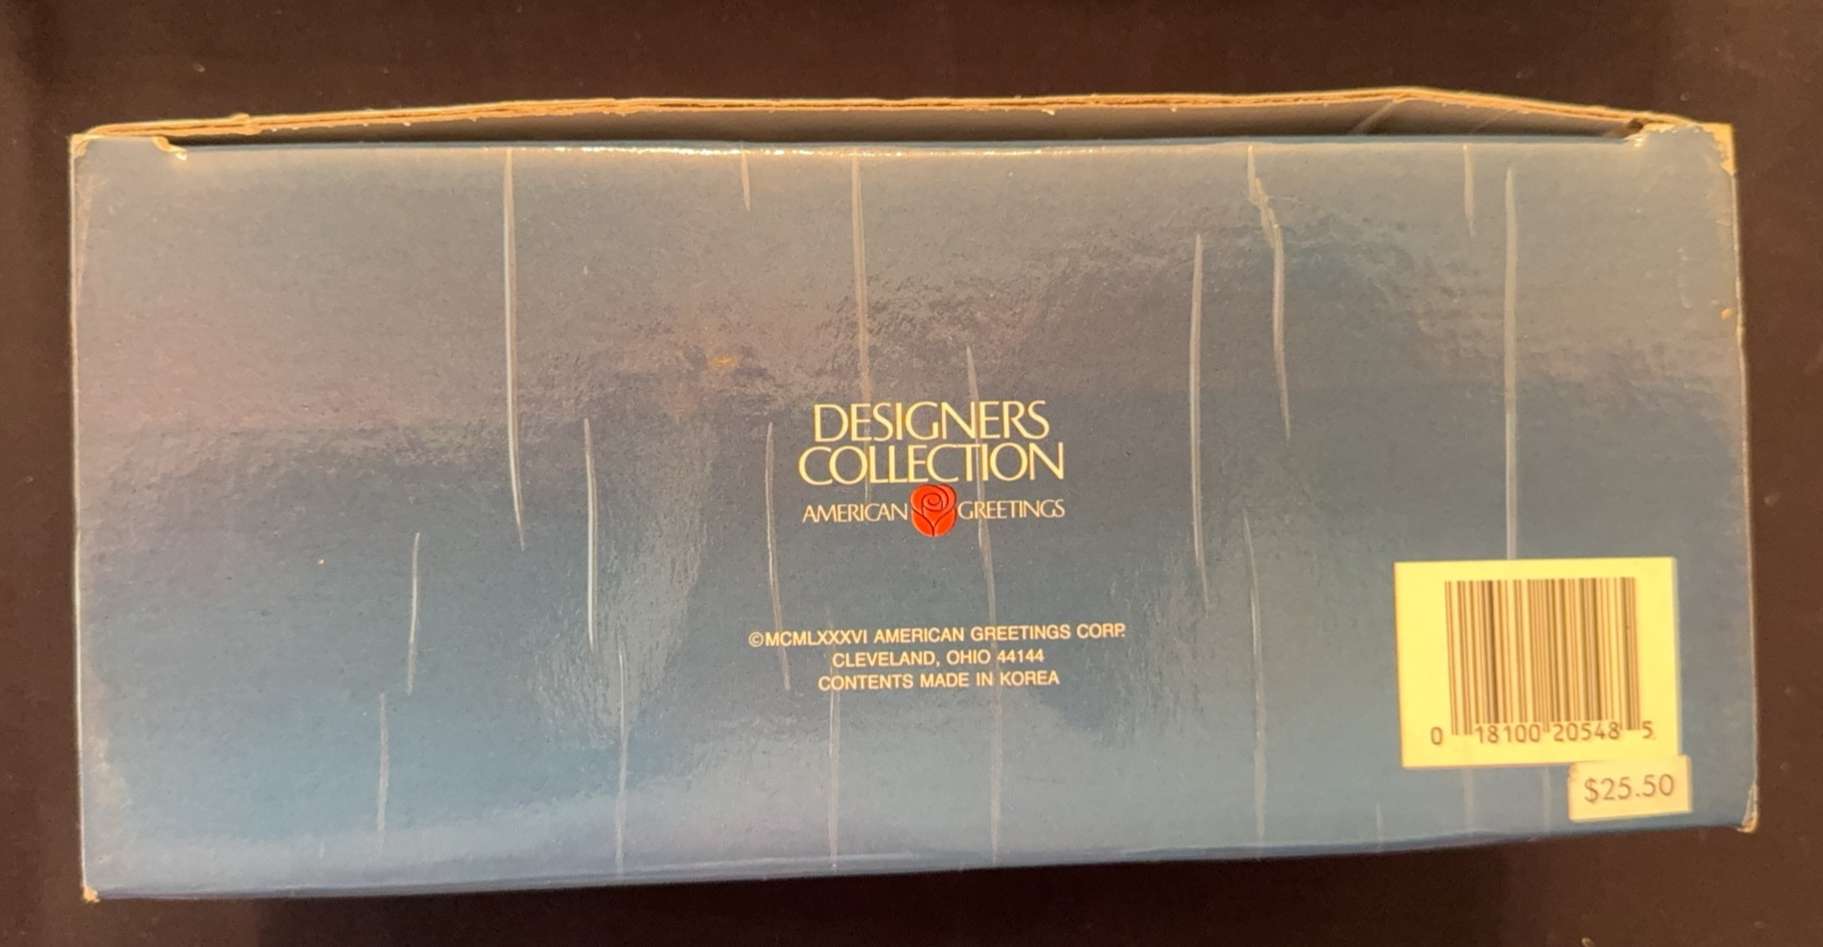 DESIGNERS
COLLECTION
AMERICAN GREETINGS
©MCMLXXXVI AMERICAN GREETINGS CORP.
CLEVELAND, OHIO 44144
CONTENTS MADE IN KOREA
0 18100 20548 5
$25.50